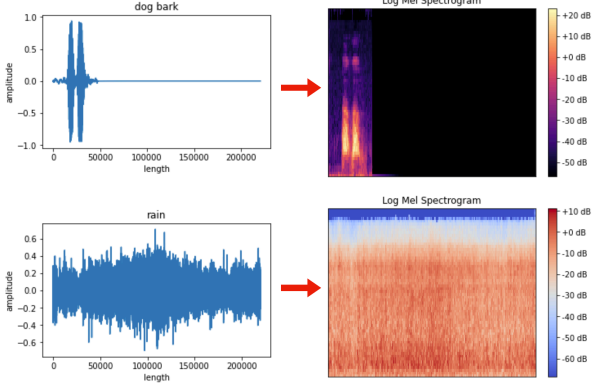 dog bark
1.0
0.5
0.0
−0.5
−1.0
amplitude
0 50000 100000 150000 200000
length
Log Mel Spectrogram
+20 dB
+10 dB
+0 dB
-10 dB
-20 dB
-30 dB
-40 dB
-50 dB
rain
0.6
0.4
0.2
0.0
−0.2
−0.4
−0.6
amplitude
0 50000 100000 150000 200000
length
Log Mel Spectrogram
+10 dB
+0 dB
-10 dB
-20 dB
-30 dB
-40 dB
-50 dB
-60 dB